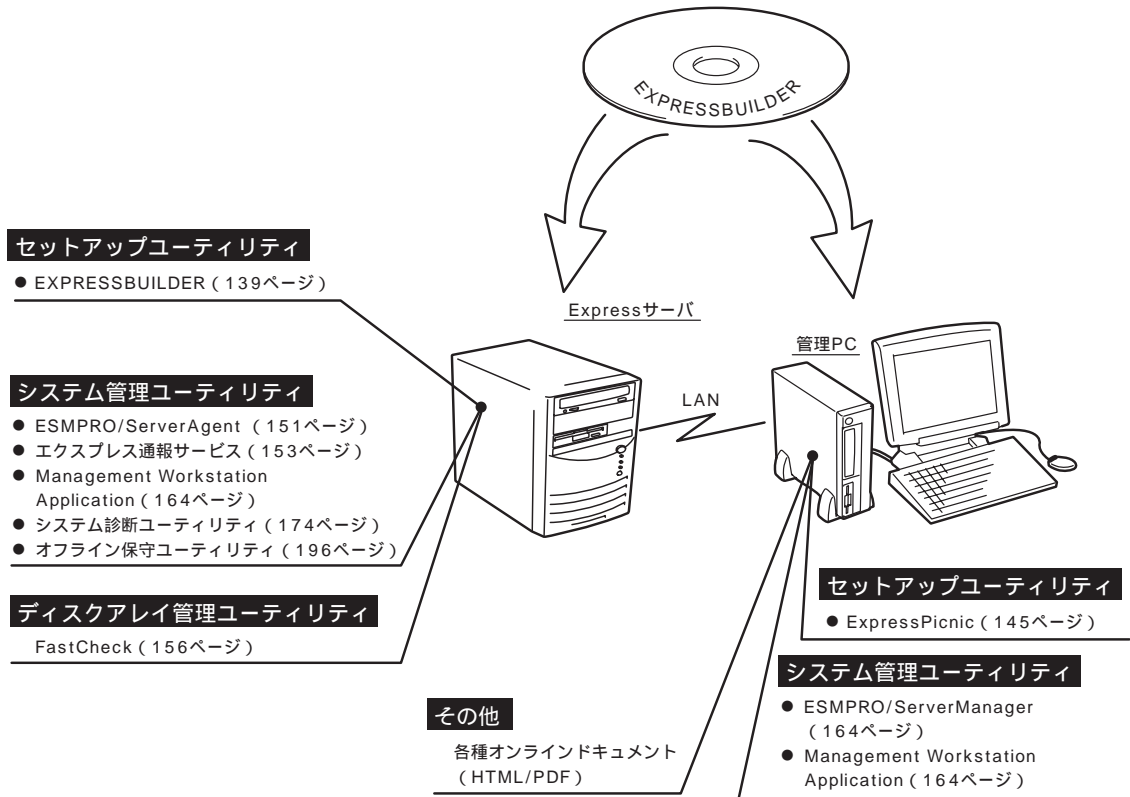 EXPRESSBUILDER
セットアップユーティリティ
● EXPRESSBUILDER（139ページ）
システム管理ユーティリティ
● ESMPRO/ServerAgent （151ページ）
● エクスプレス通報サービス（153ページ）
● Management Workstation
Application（164ページ）
● システム診断ユーティリティ（174ページ）
● オフライン保守ユーティリティ（196ページ）
ディスクアレイ管理ユーティリティ
FastCheck（156ページ）
Expressサーバ
LAN
管理PC
セットアップユーティリティ
● ExpressPicnic（145ページ）
システム管理ユーティリティ
● ESMPRO/ServerManager
（164ページ）
● Management Workstation
Application（164ページ）
その他
各種オンラインドキュメント
（HTML/PDF）